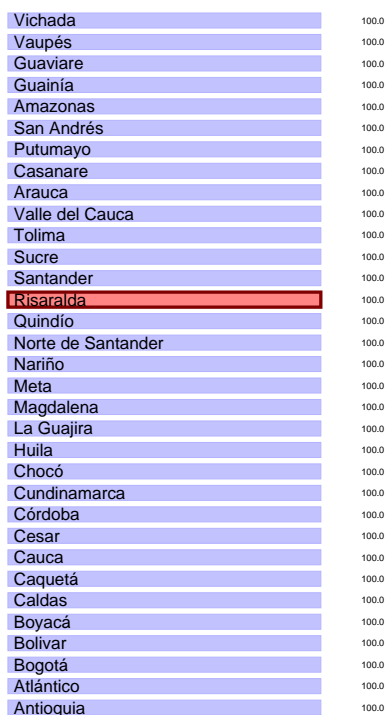 Vichada 100.0
Vaupés 100.0
Guaviare 100.0
Guainía 100.0
Amazonas 100.0
San Andrés 100.0
Putumayo 100.0
Casanare 100.0
Arauca 100.0
Valle del Cauca 100.0
Tolima 100.0
Sucre 100.0
Santander 100.0
Risaralda 100.0
Quindío 100.0
Norte de Santander 100.0
Nariño 100.0
Meta 100.0
Magdalena 100.0
La Guajira 100.0
Huila 100.0
Chocó 100.0
Cundinamarca 100.0
Córdoba 100.0
Cesar 100.0
Cauca 100.0
Caquetá 100.0
Caldas 100.0
Boyacá 100.0
Bolivar 100.0
Bogotá 100.0
Atlántico 100.0
Antioquia 100.0